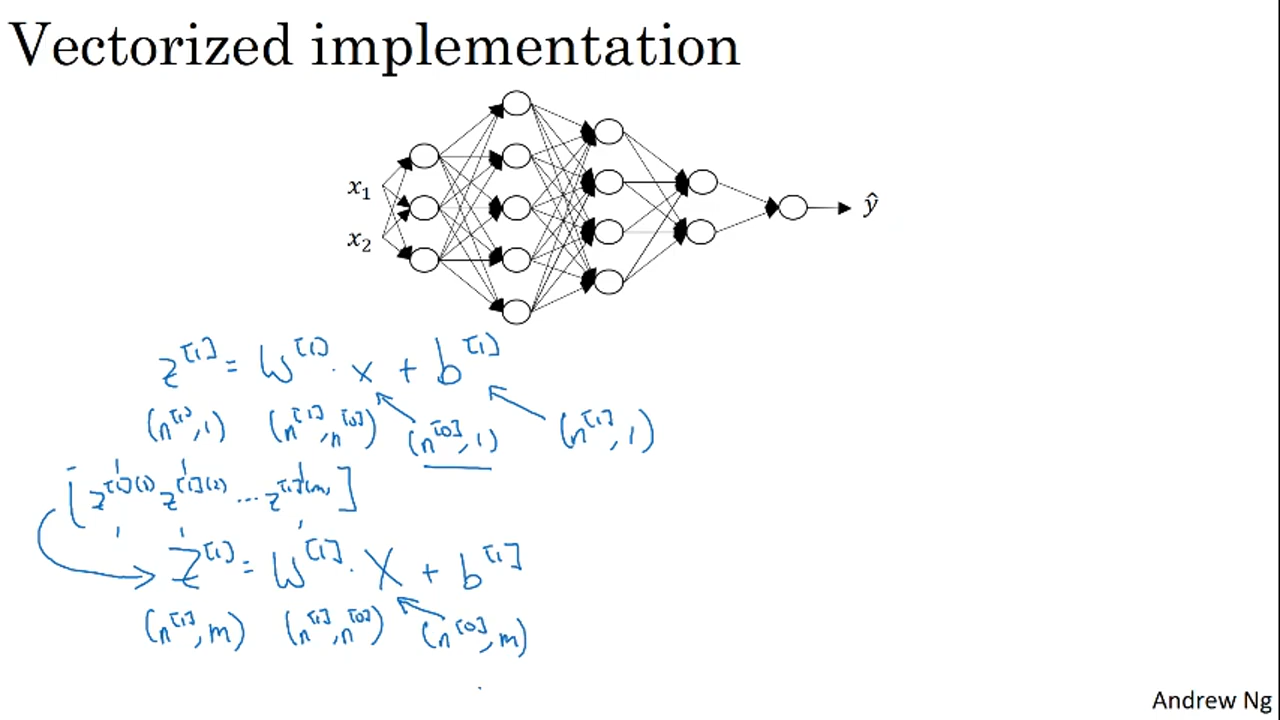 Vectorized implementation
x₁
x₂
ŷ
z^[1] = W^[1] · x + b^[1]
(n^[1], 1) (n^[1], n^[0]) (n^[0], 1) (n^[1], 1)
[ z^[1](1) z^[1](2) ... z^[1](m) ]
Z^[1] = W^[1] · X + b^[1]
(n^[1], m) (n^[1], n^[0]) (n^[0], m)
Andrew Ng